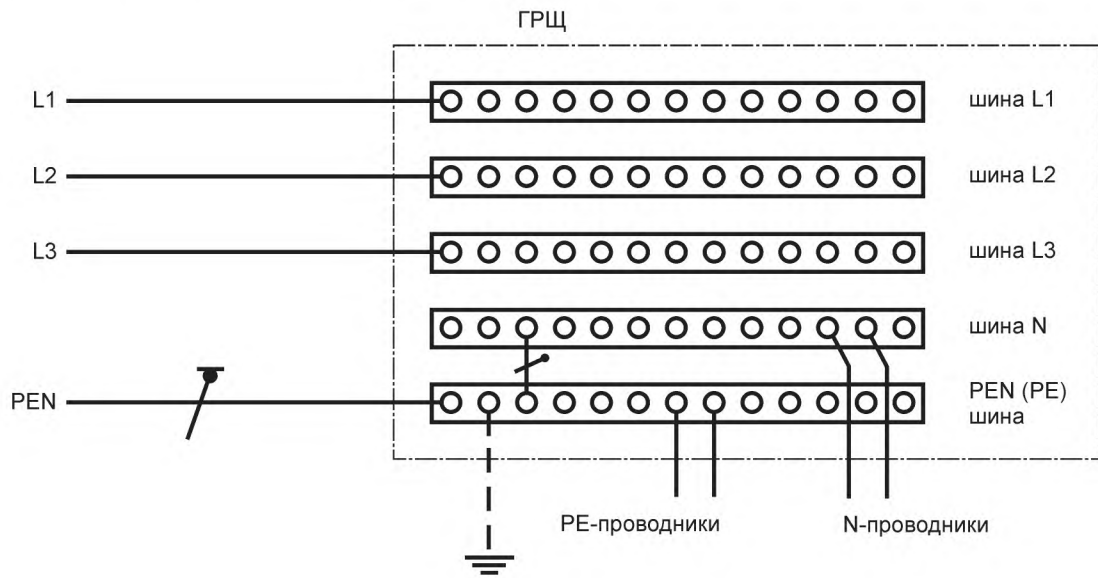 ГРЩ
L1
шина L1
L2
шина L2
L3
шина L3
шина N
PEN
PEN (PE)
шина
PE-проводники
N-проводники